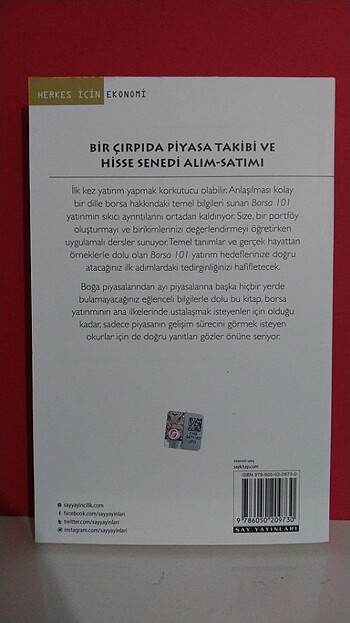 HERKES İÇİN EKONOMİ
BİR ÇIRPIDA PİYASA TAKİBİ VE
HİSSE SENEDİ ALIM-SATIMI
İlk kez yatırım yapmak korkutucu olabilir. Anlaşılması kolay
bir dille borsa hakkındaki temel bilgileri sunan Borsa 101
yatırımın sıkıcı ayrıntılarını ortadan kaldırıyor. Size, bir portföy
oluşturmayı ve birikimlerinizi değerlendirmeyi öğretirken
uygulamalı dersler sunuyor. Temel tanımlar ve gerçek hayattan
örneklerle dolu olan Borsa 101 yatırım hedeflerinize doğru
atacağınız ilk adımlardaki tedirginliğinizi hafifletecek.
Boğa piyasalarından ayı piyasalarına başka hiçbir yerde
bulamayacağınız eğlenceli bilgilerle dolu bu kitap, borsa
yatırımının ana ilkelerinde ustalaşmak isteyenler için olduğu
kadar, sadece piyasanın gelişim sürecini görmek isteyen
okurlar için de doğru yanıtları gözler önüne seriyor.
internet satış
saykitap.com
ISBN 978-605-02-0973-0
sayyayincilik.com
facebook.com/sayyayinlari
twitter.com/sayyayinlari
instagram.com/sayyayinlari
9 786050 209730
SAY YAYINLARI